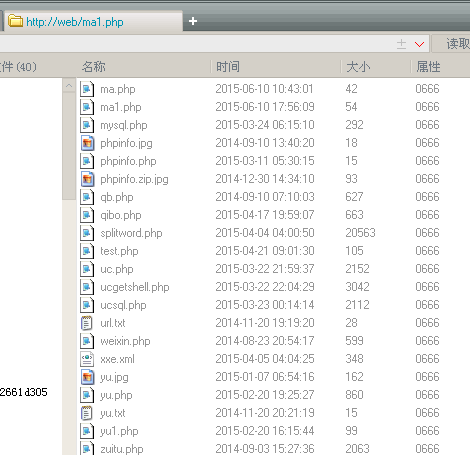 http://web/ma1.php
读取
件(40) 名称 时间 大小 属性
ma.php 2015-06-10 10:43:01 42 0666
ma1.php 2015-06-10 17:56:09 54 0666
mysql.php 2015-03-24 06:15:10 292 0666
phpinfo.jpg 2014-09-10 13:40:20 18 0666
phpinfo.php 2015-03-11 05:30:15 15 0666
phpinfo.zip.jpg 2014-12-30 14:34:10 93 0666
qb.php 2014-09-10 07:10:03 627 0666
qibo.php 2015-04-17 19:59:07 663 0666
splitword.php 2015-04-04 04:00:50 20563 0666
test.php 2015-04-21 09:01:30 105 0666
uc.php 2015-03-22 21:59:37 2152 0666
ucgetshell.php 2015-03-22 22:04:29 3042 0666
ucsql.php 2015-03-23 00:14:14 2112 0666
url.txt 2014-11-20 19:19:20 28 0666
weixin.php 2014-08-23 20:54:17 599 0666
xxe.xml 2015-04-05 04:04:25 348 0666
yu.jpg 2015-01-07 06:54:16 162 0666
2661d305 yu.php 2015-02-20 19:25:27 860 0666
yu.txt 2014-11-20 20:21:19 15 0666
yu1.php 2015-02-20 16:15:44 99 0666
zuitu.php 2014-09-03 15:27:36 2063 0666